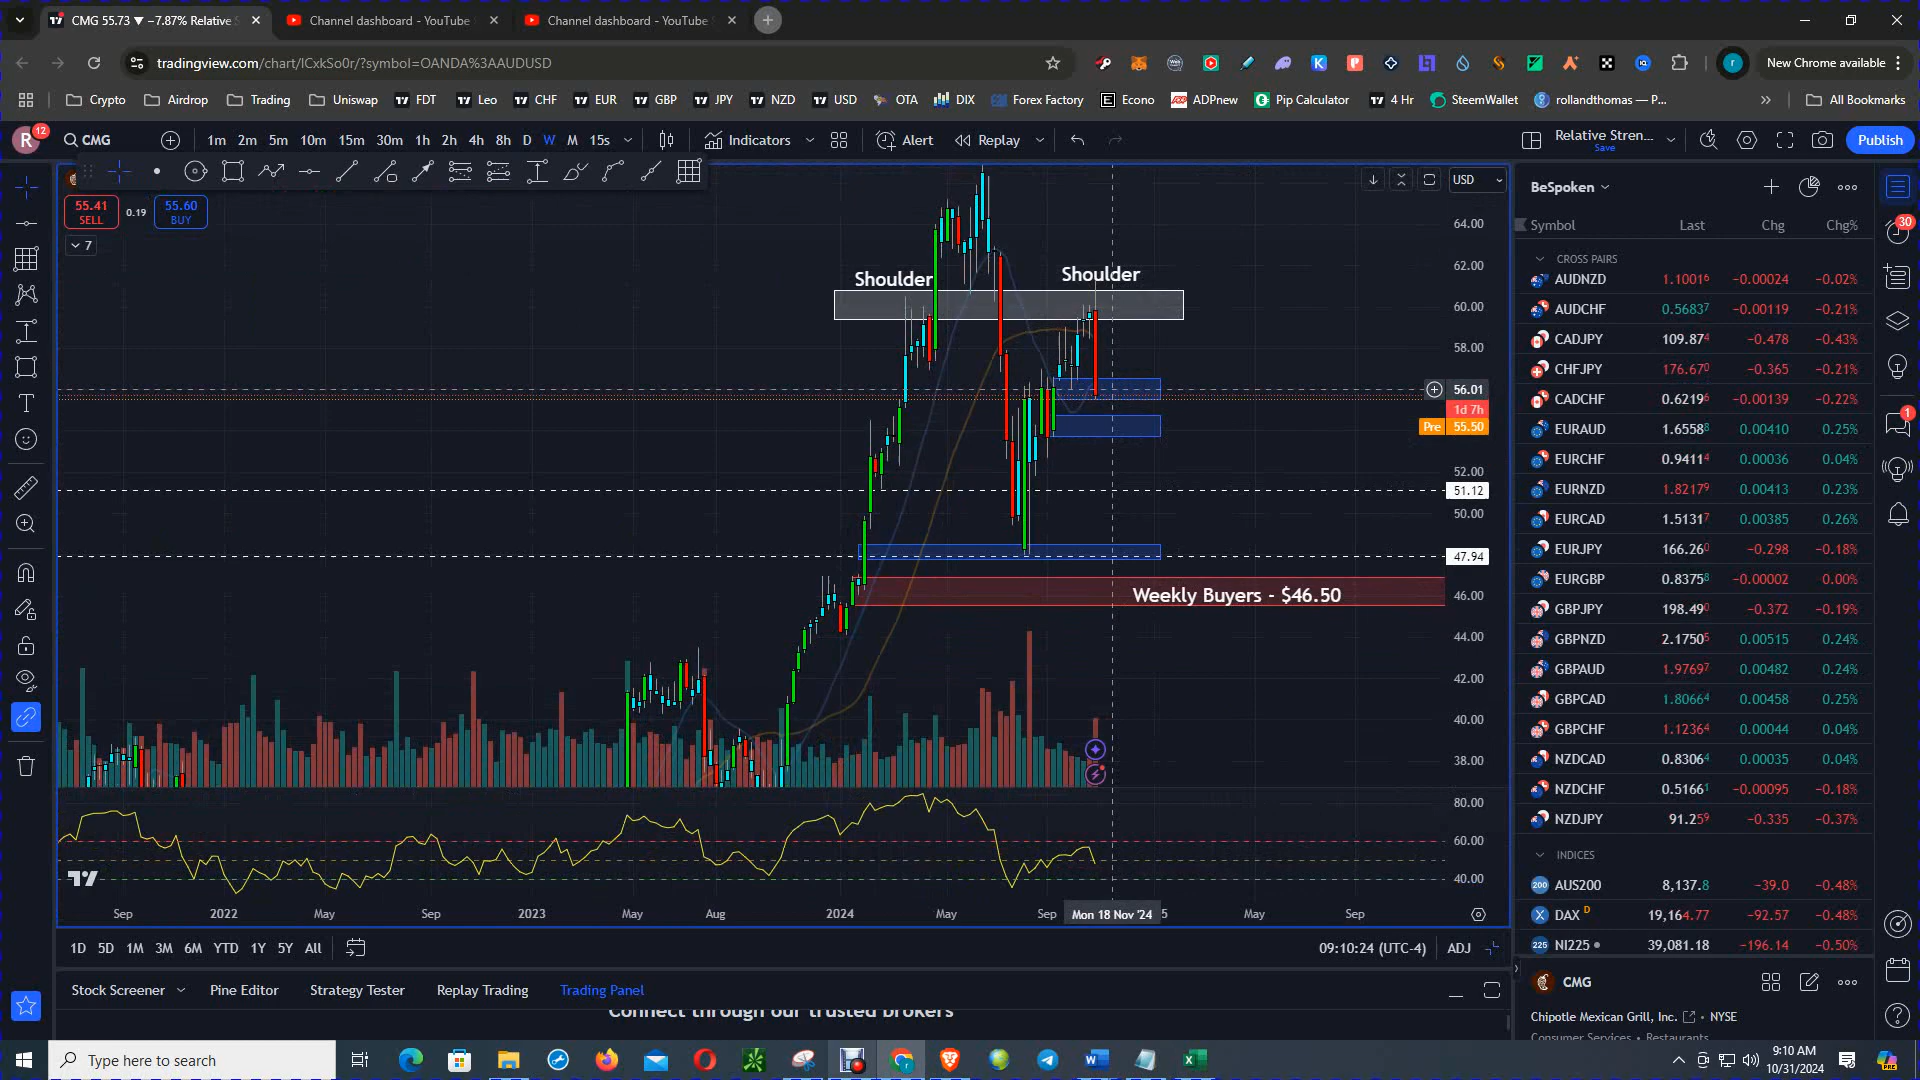 CMG 55.73 ▼ −7.87% Relative S
Channel dashboard - YouTube
Channel dashboard - YouTube
tradingview.com/chart/lCxkSo0r/?symbol=OANDA%3AAUDUSD
New Chrome available
Crypto Airdrop Trading Uniswap FDT Leo CHF EUR GBP JPY NZD USD OTA DIX Forex Factory Econo ADPnew Pip Calculator 4 Hr SteemWallet rollandthomas — P... » All Bookmarks
R 12 CMG 1m 2m 5m 10m 15m 30m 1h 2h 4h 8h D W M 15s Indicators Alert Replay Relative Stren... Save Publish
55.41 SELL 0.19 55.60 BUY
7
USD
64.00
62.00
60.00
58.00
56.01
1d 7h
Pre 55.50
52.00
51.12
50.00
47.94
46.00
44.00
42.00
40.00
38.00
80.00
60.00
40.00
Shoulder
Shoulder
Weekly Buyers - $46.50
Sep 2022 May Sep 2023 May Aug 2024 May Sep Mon 18 Nov '24 5 May Sep
1D 5D 1M 3M 6M YTD 1Y 5Y All 09:10:24 (UTC-4) ADJ
Stock Screener Pine Editor Strategy Tester Replay Trading Trading Panel
Connect through our trusted brokers
BeSpoken
Symbol Last Chg Chg%
CROSS PAIRS
AUDNZD 1.10016 −0.00024 −0.02%
AUDCHF 0.56837 −0.00119 −0.21%
CADJPY 109.874 −0.478 −0.43%
CHFJPY 176.670 −0.365 −0.21%
CADCHF 0.62196 −0.00139 −0.22%
EURAUD 1.65588 0.00410 0.25%
EURCHF 0.94114 0.00036 0.04%
EURNZD 1.82179 0.00413 0.23%
EURCAD 1.51317 0.00385 0.26%
EURJPY 166.260 −0.298 −0.18%
EURGBP 0.83758 −0.00002 0.00%
GBPJPY 198.490 −0.372 −0.19%
GBPNZD 2.17505 0.00515 0.24%
GBPAUD 1.97697 0.00482 0.24%
GBPCAD 1.80664 0.00458 0.25%
GBPCHF 1.12364 0.00044 0.04%
NZDCAD 0.83064 0.00035 0.04%
NZDCHF 0.51661 −0.00095 −0.18%
NZDJPY 91.259 −0.335 −0.37%
INDICES
200 AUS200 8,137.8 −39.0 −0.48%
X DAX D 19,164.77 −92.57 −0.48%
225 NI225 39,081.18 −196.14 −0.50%
CMG
Chipotle Mexican Grill, Inc. • NYSE
Consumer Services • Restaurants
30
1
Type here to search
9:10 AM
10/31/2024